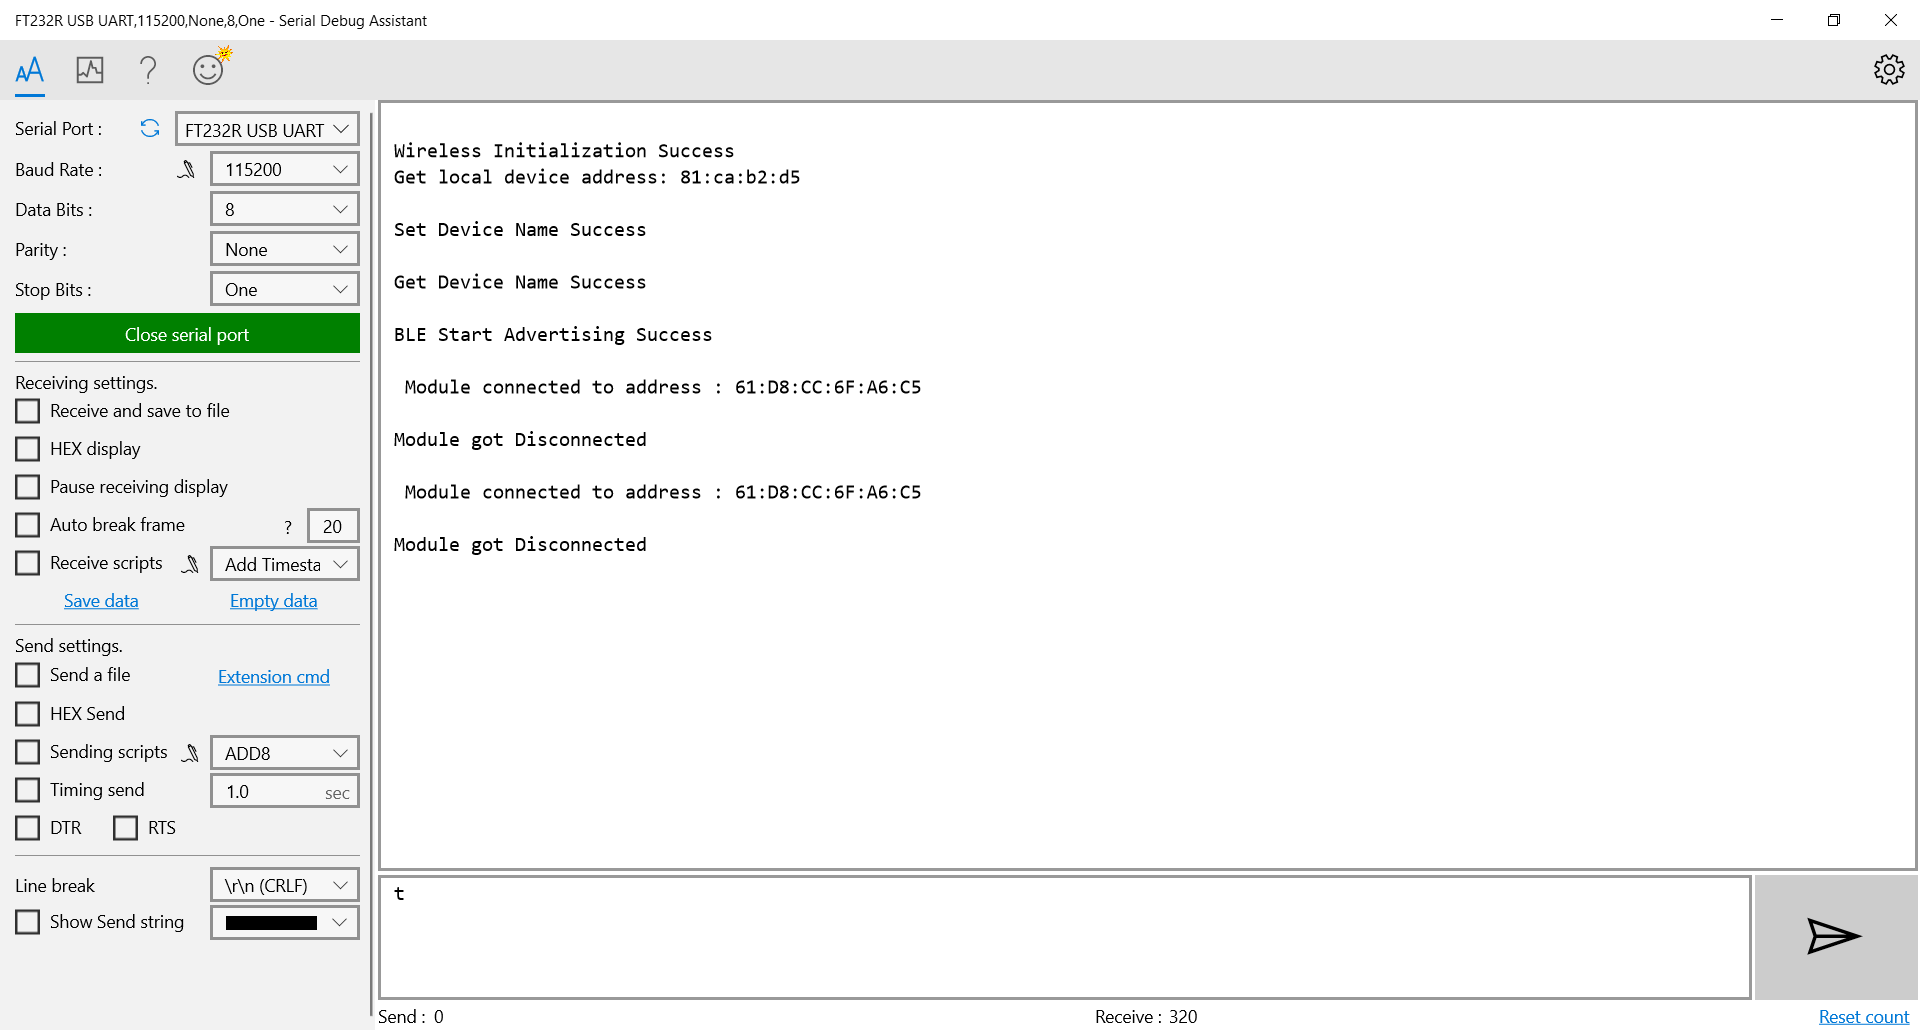 FT232R USB UART,115200,None,8,One - Serial Debug Assistant
Serial Port : FT232R USB UART
Baud Rate : 115200
Data Bits : 8
Parity : None
Stop Bits : One
Close serial port
Receiving settings.
Receive and save to file
HEX display
Pause receiving display
Auto break frame ? 20
Receive scripts Add Timesta
Save data Empty data
Send settings.
Send a file Extension cmd
HEX Send
Sending scripts ADD8
Timing send 1.0 sec
DTR RTS
Line break \r\n (CRLF)
Show Send string
Wireless Initialization Success
Get local device address: 81:ca:b2:d5
Set Device Name Success
Get Device Name Success
BLE Start Advertising Success
Module connected to address : 61:D8:CC:6F:A6:C5
Module got Disconnected
Module connected to address : 61:D8:CC:6F:A6:C5
Module got Disconnected
t
Send : 0 Receive : 320 Reset count